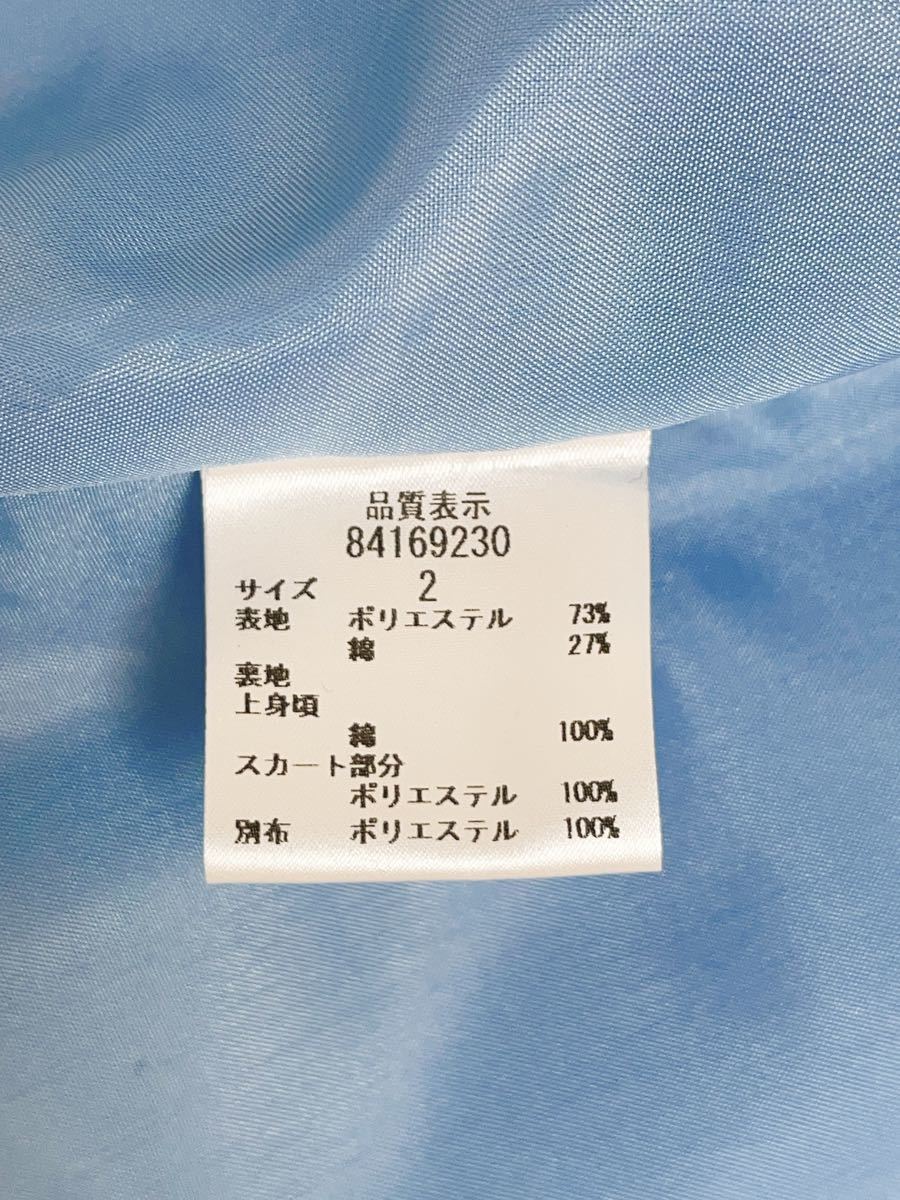 品質表示
84169230
サイズ 2
表地 ポリエステル 73%
綿 27%
裏地
上身頃
綿 100%
スカート部分
ポリエステル 100%
別布 ポリエステル 100%